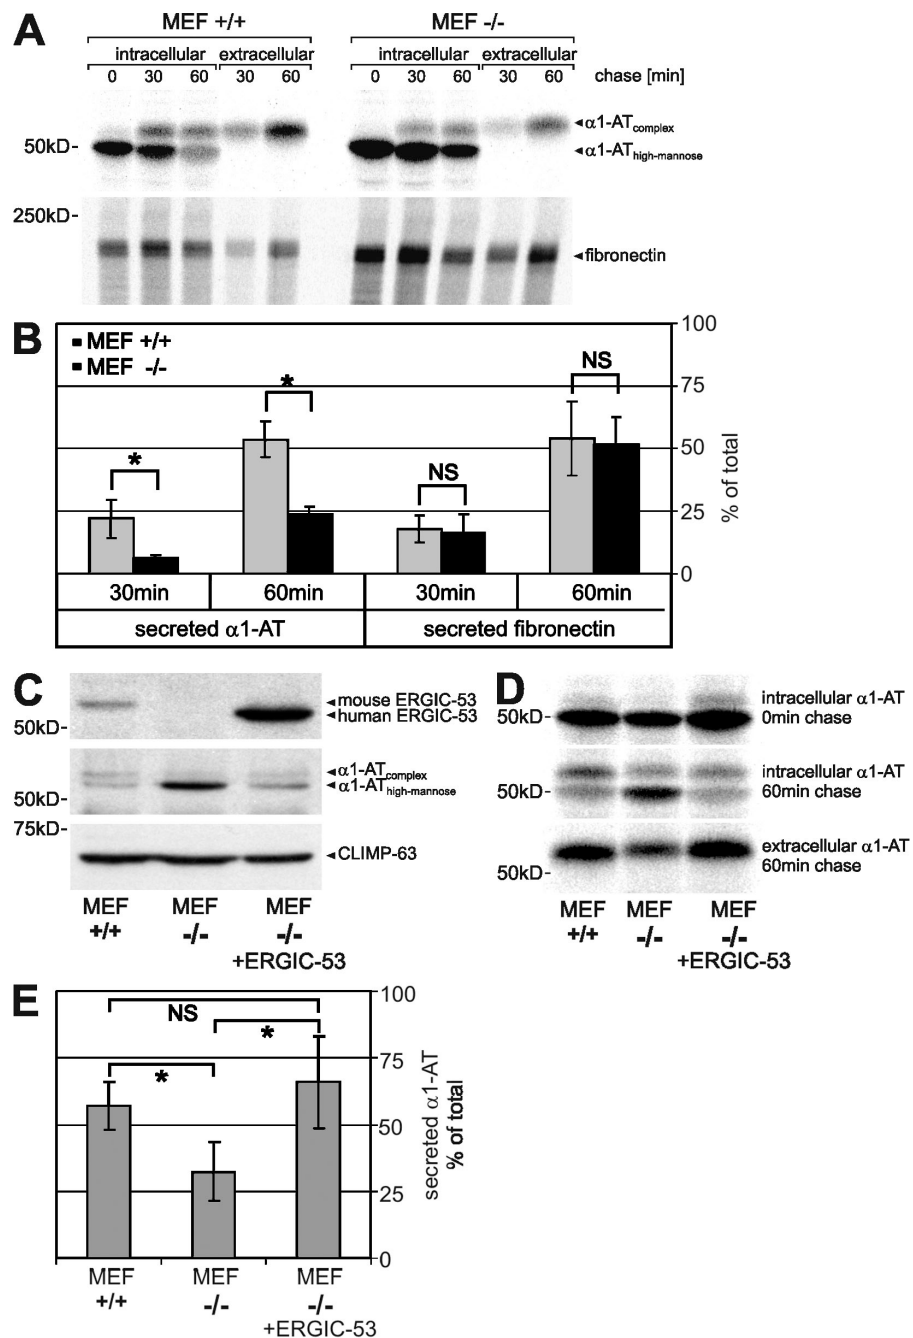 A
MEF +/+ MEF -/-
intracellular extracellular intracellular extracellular
0 30 60 30 60 0 30 60 30 60 chase [min]
α1-ATcomplex
50kD- α1-AThigh-mannose
250kD-
fibronectin
B
MEF +/+
MEF -/-
* * NS NS
100
75
50
25
0
% of total
30min 60min 30min 60min
secreted α1-AT secreted fibronectin
C
mouse ERGIC-53
50kD- human ERGIC-53
α1-ATcomplex
α1-AThigh-mannose
50kD-
75kD-
CLIMP-63
MEF MEF MEF
+/+ -/- -/-
+ERGIC-53
D
50kD- intracellular α1-AT
0min chase
50kD- intracellular α1-AT
60min chase
extracellular α1-AT
50kD- 60min chase
MEF MEF MEF
+/+ -/- -/-
+ERGIC-53
E
NS
*
*
100
75
50
25
0
secreted α1-AT
% of total
MEF MEF MEF
+/+ -/- -/-
+ERGIC-53